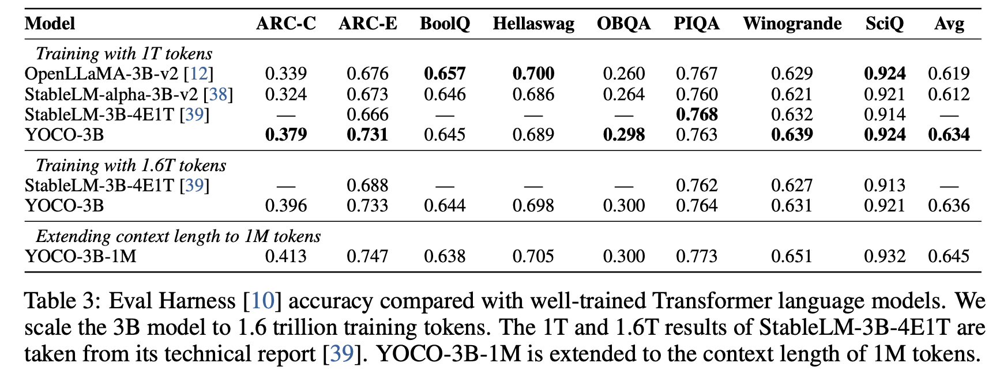 Model ARC-C ARC-E BoolQ Hellaswag OBQA PIQA Winogrande SciQ Avg
Training with 1T tokens
OpenLLaMA-3B-v2 [12] 0.339 0.676 0.657 0.700 0.260 0.767 0.629 0.924 0.619
StableLM-alpha-3B-v2 [38] 0.324 0.673 0.646 0.686 0.264 0.760 0.621 0.921 0.612
StableLM-3B-4E1T [39] — 0.666 — — — 0.768 0.632 0.914 —
YOCO-3B 0.379 0.731 0.645 0.689 0.298 0.763 0.639 0.924 0.634
Training with 1.6T tokens
StableLM-3B-4E1T [39] — 0.688 — — — 0.762 0.627 0.913 —
YOCO-3B 0.396 0.733 0.644 0.698 0.300 0.764 0.631 0.921 0.636
Extending context length to 1M tokens
YOCO-3B-1M 0.413 0.747 0.638 0.705 0.300 0.773 0.651 0.932 0.645
Table 3: Eval Harness [10] accuracy compared with well-trained Transformer language models. We
scale the 3B model to 1.6 trillion training tokens. The 1T and 1.6T results of StableLM-3B-4E1T are
taken from its technical report [39]. YOCO-3B-1M is extended to the context length of 1M tokens.